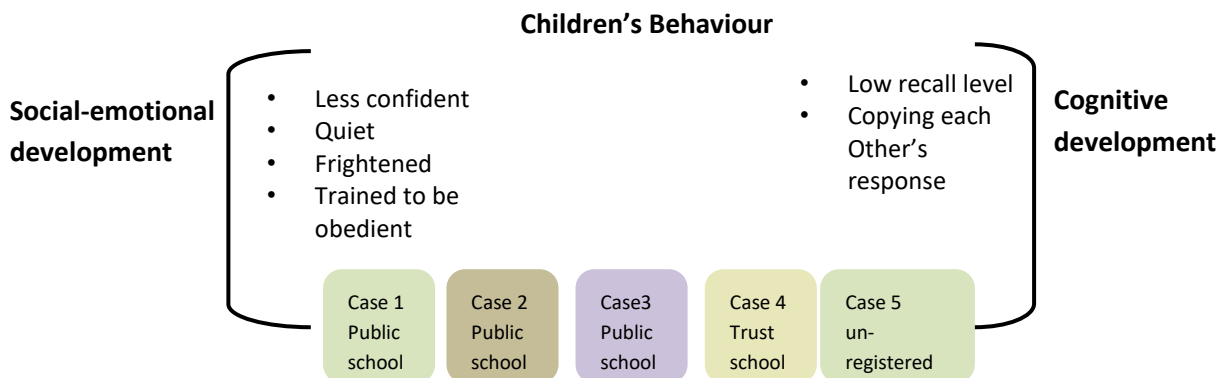 Children's Behaviour
Social-emotional
development
• Less confident
• Quiet
• Frightened
• Trained to be
obedient
• Low recall level
• Copying each
Other's
response
Cognitive
development
Case 1
Public
school
Case 2
Public
school
Case3
Public
school
Case 4
Trust
school
Case 5
un-
registered